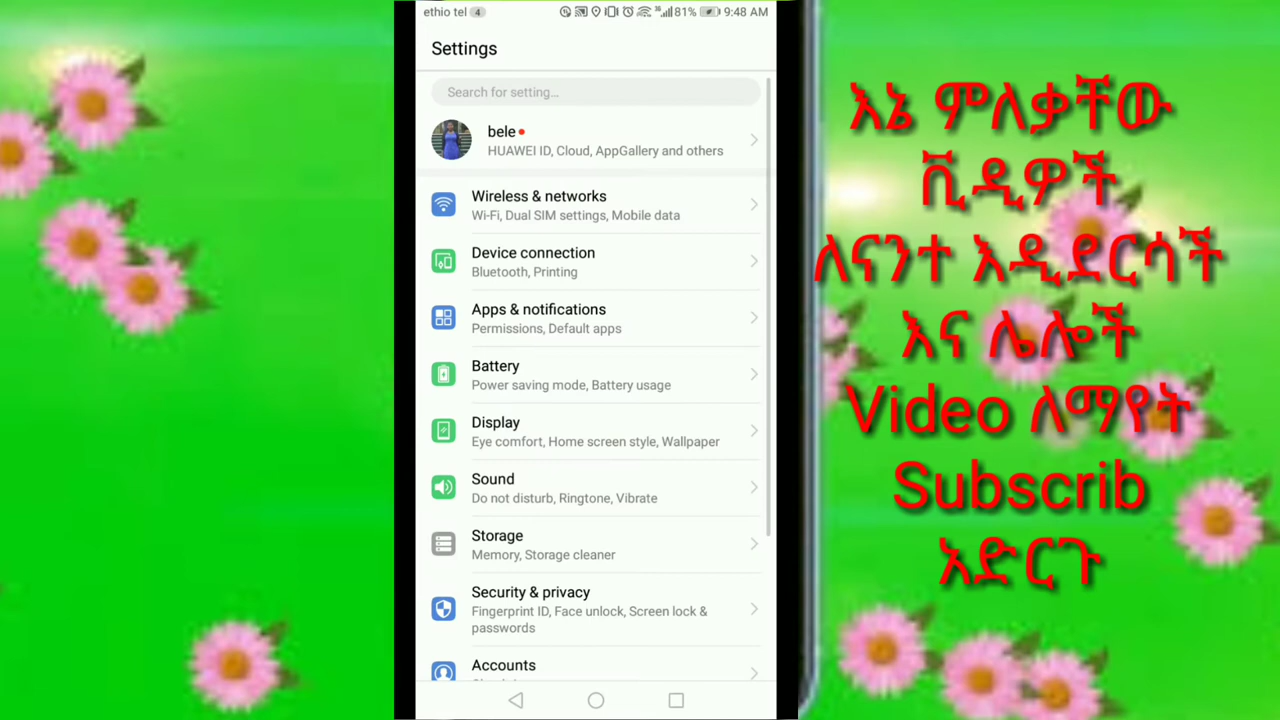 ethio tel 4 81% 9:48 AM
Settings
Search for setting...
bele
HUAWEI ID, Cloud, AppGallery and others
Wireless & networks
Wi-Fi, Dual SIM settings, Mobile data
Device connection
Bluetooth, Printing
Apps & notifications
Permissions, Default apps
Battery
Power saving mode, Battery usage
Display
Eye comfort, Home screen style, Wallpaper
Sound
Do not disturb, Ringtone, Vibrate
Storage
Memory, Storage cleaner
Security & privacy
Fingerprint ID, Face unlock, Screen lock &
passwords
Accounts
እኔ ምለቃቸው
ቪዲዎች
ለናንተ እዲደርሳች
እና ሌሎች
Video ለማየት
Subscrib
አድርጉ